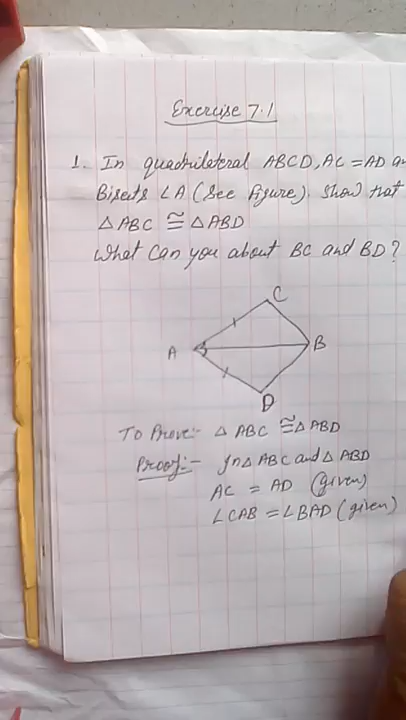 Exercise 7.1
1. In quadrilateral ABCD, AC = AD an
Bisects ∠A (See figure). Show that
△ABC ≅ △ABD
What Can you about BC and BD?
C
A
B
D
To Prove:- △ ABC ≅ △ ABD
Proof:- In △ ABC and △ ABD
AC = AD (given)
∠CAB = ∠BAD (given)